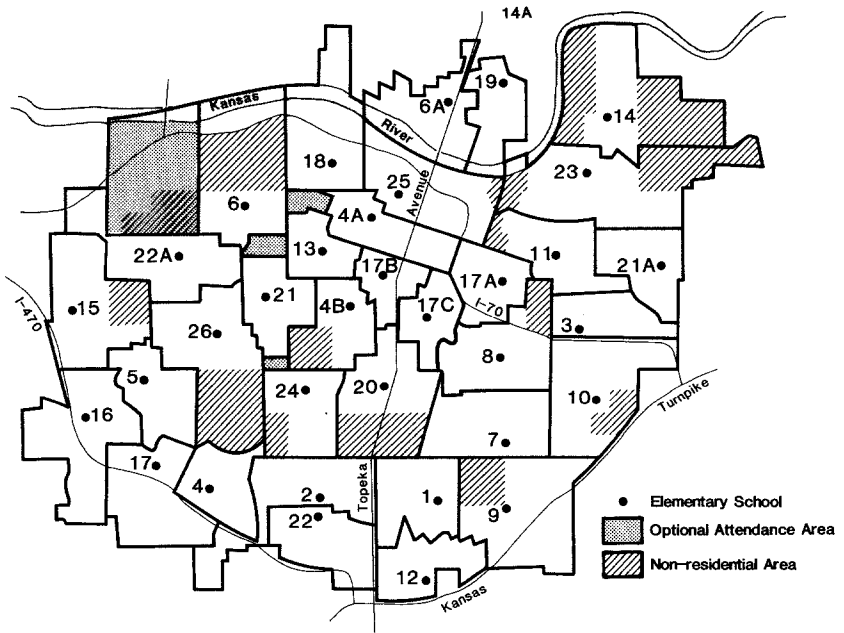 14A
19
6A
Kansas
River
14
18
23
25
Avenue
6
4A
22A
13
11
21A
17B
17A
15
21
4B
17C
I-70
I-470
26
3
8
5
24
20
10
Turnpike
16
7
17
4
Topeka
2
1
22
9
12
Kansas
Elementary School
Optional Attendance Area
Non-residential Area